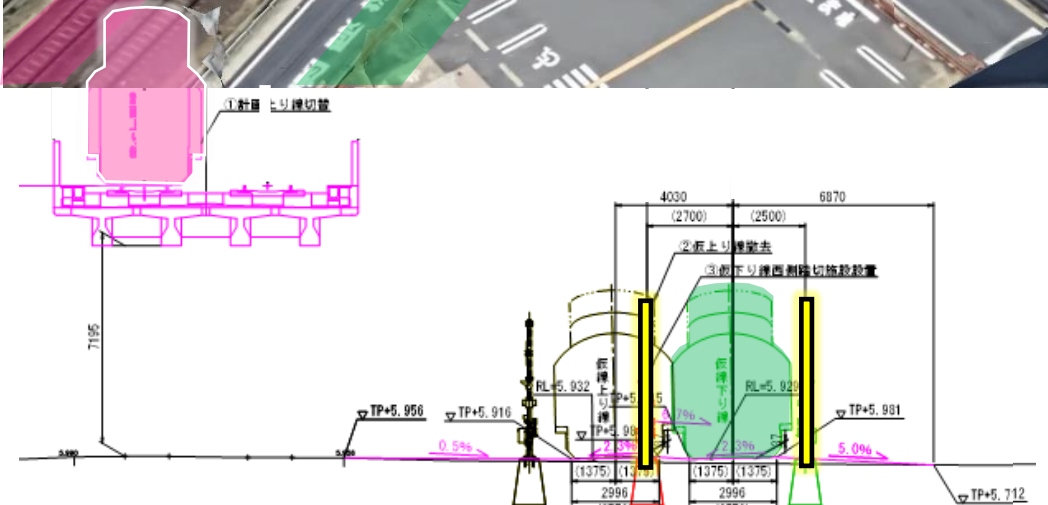 ①計画上り線切替
4030
6870
(2700)
(2500)
②仮上り線撤去
③仮下り線西側踏切施設設置
7195
仮線上り線
仮線下り線
RL=5.932
RL=5.929
TP+5.956
TP+5.916
TP+5.981
0.5%
2.3%
2.3%
5.0%
(1375)
(1375)
(1375)
2996
2996
TP+5.712